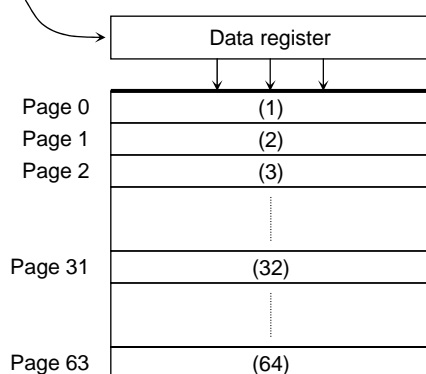 Data register
Page 0 (1)
Page 1 (2)
Page 2 (3)
Page 31 (32)
Page 63 (64)